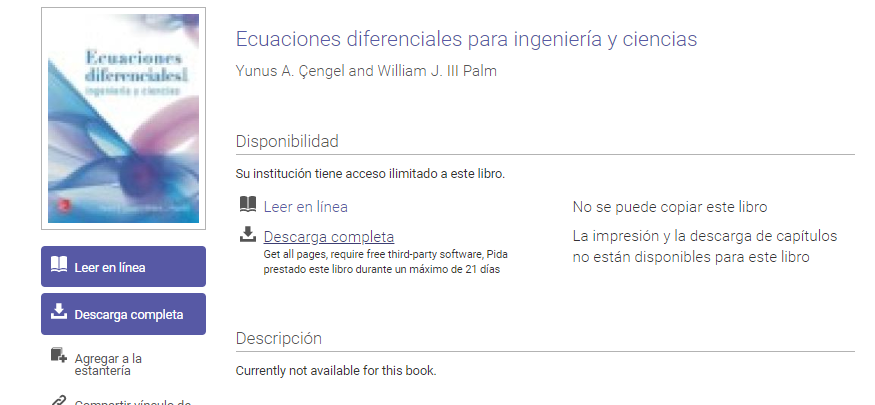 Ecuaciones
diferenciales
ingeniería y ciencias
Ecuaciones diferenciales para ingeniería y ciencias
Yunus A. Çengel and William J. III Palm
Disponibilidad
Su institución tiene acceso ilimitado a este libro.
Leer en línea
No se puede copiar este libro
Descarga completa
Get all pages, require free third-party software, Pida
prestado este libro durante un máximo de 21 días
La impresión y la descarga de capítulos
no están disponibles para este libro
Leer en línea
Descarga completa
Agregar a la
estantería
Compartir vínculo de
Descripción
Currently not available for this book.